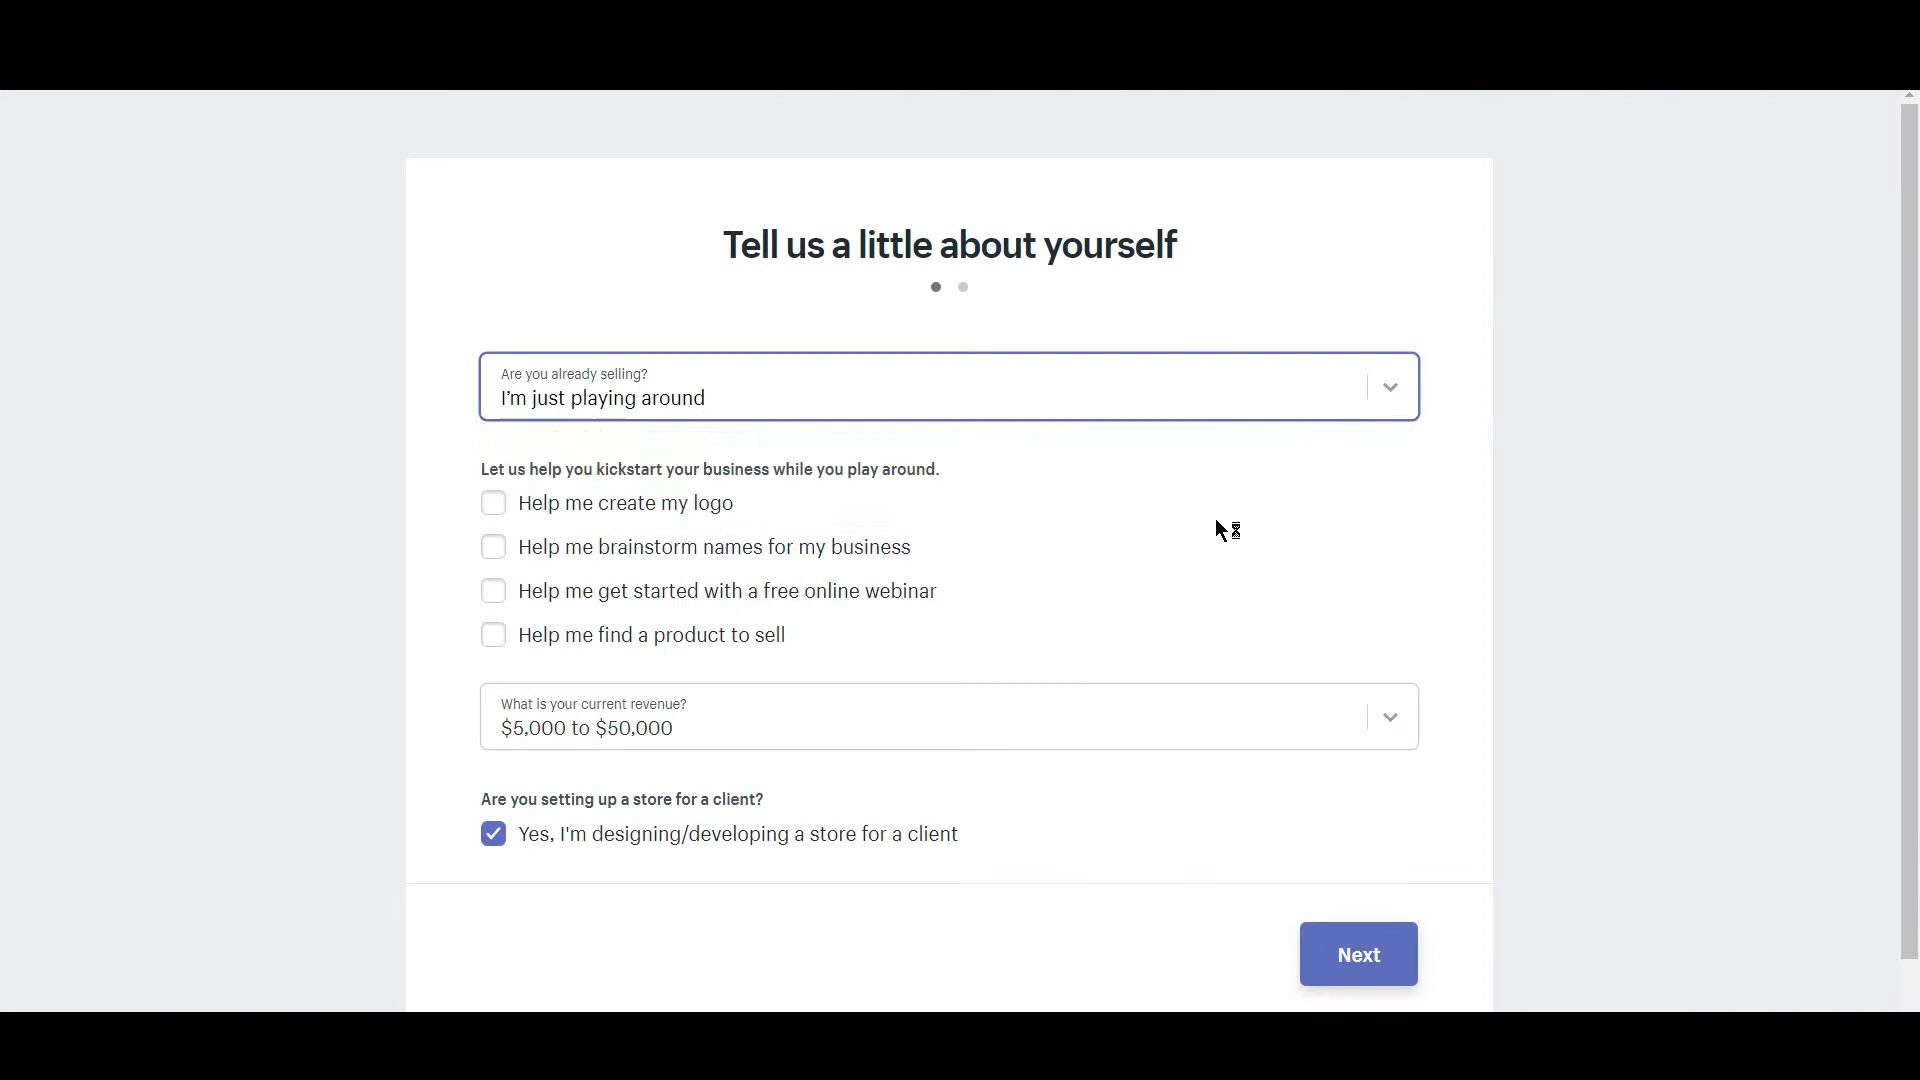 Tell us a little about yourself
Are you already selling?
I’m just playing around
Let us help you kickstart your business while you play around.
Help me create my logo
Help me brainstorm names for my business
Help me get started with a free online webinar
Help me find a product to sell
What is your current revenue?
$5,000 to $50,000
Are you setting up a store for a client?
Yes, I'm designing/developing a store for a client
Next